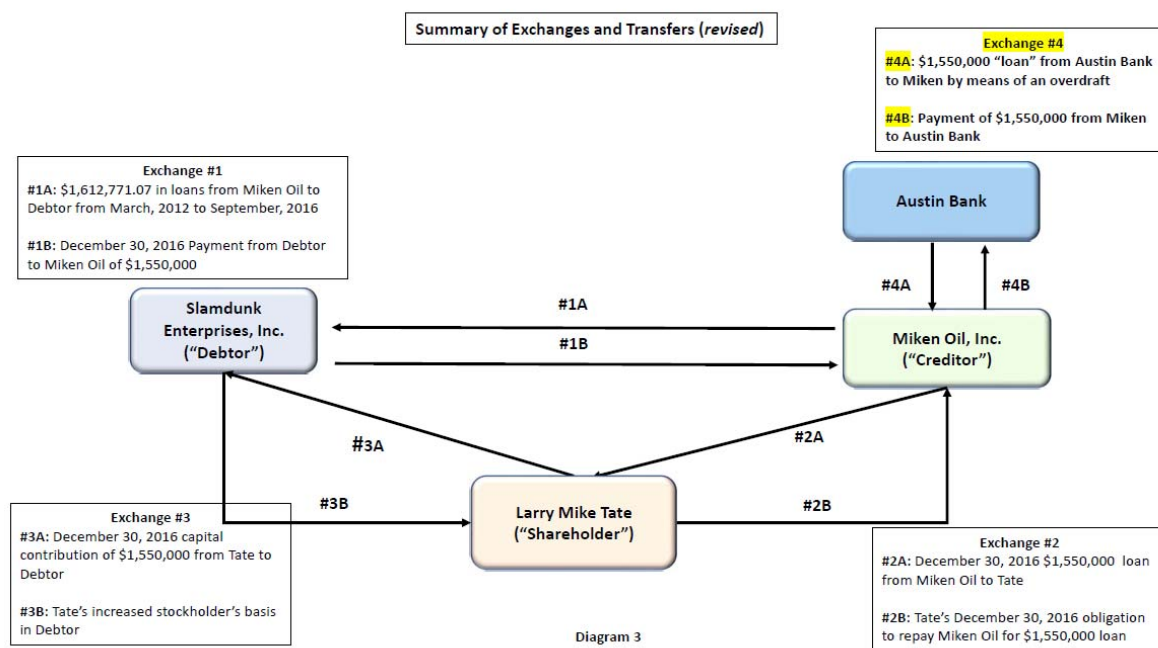 Summary of Exchanges and Transfers (revised)
Exchange #4
#4A: $1,550,000 “loan” from Austin Bank
to Miken by means of an overdraft
#4B: Payment of $1,550,000 from Miken
to Austin Bank
Exchange #1
#1A: $1,612,771.07 in loans from Miken Oil to
Debtor from March, 2012 to September, 2016
#1B: December 30, 2016 Payment from Debtor
to Miken Oil of $1,550,000
Austin Bank
#4A
#4B
Slamdunk
Enterprises, Inc.
(“Debtor”)
#1A
#1B
Miken Oil, Inc.
(“Creditor”)
#3A
#2A
#3B
Larry Mike Tate
(“Shareholder”)
#2B
Exchange #3
#3A: December 30, 2016 capital
contribution of $1,550,000 from Tate to
Debtor
#3B: Tate’s increased stockholder’s basis
in Debtor
Exchange #2
#2A: December 30, 2016 $1,550,000 loan
from Miken Oil to Tate
#2B: Tate’s December 30, 2016 obligation
to repay Miken Oil for $1,550,000 loan
Diagram 3